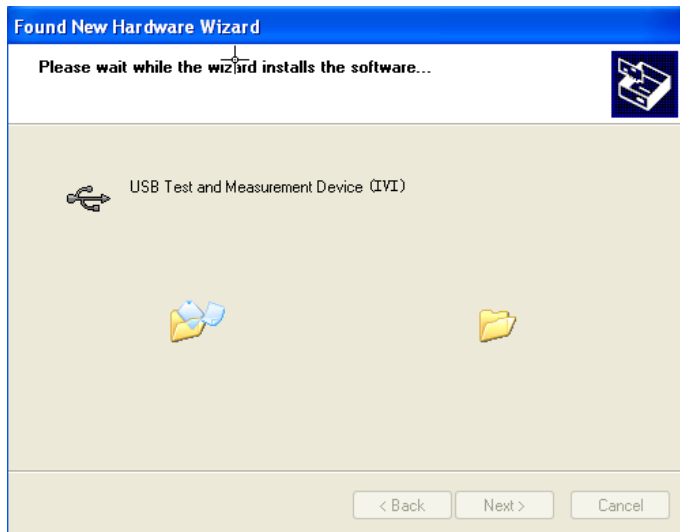 Found New Hardware Wizard
Please wait while the wizard installs the software...
USB Test and Measurement Device (IVI)
< Back
Next >
Cancel